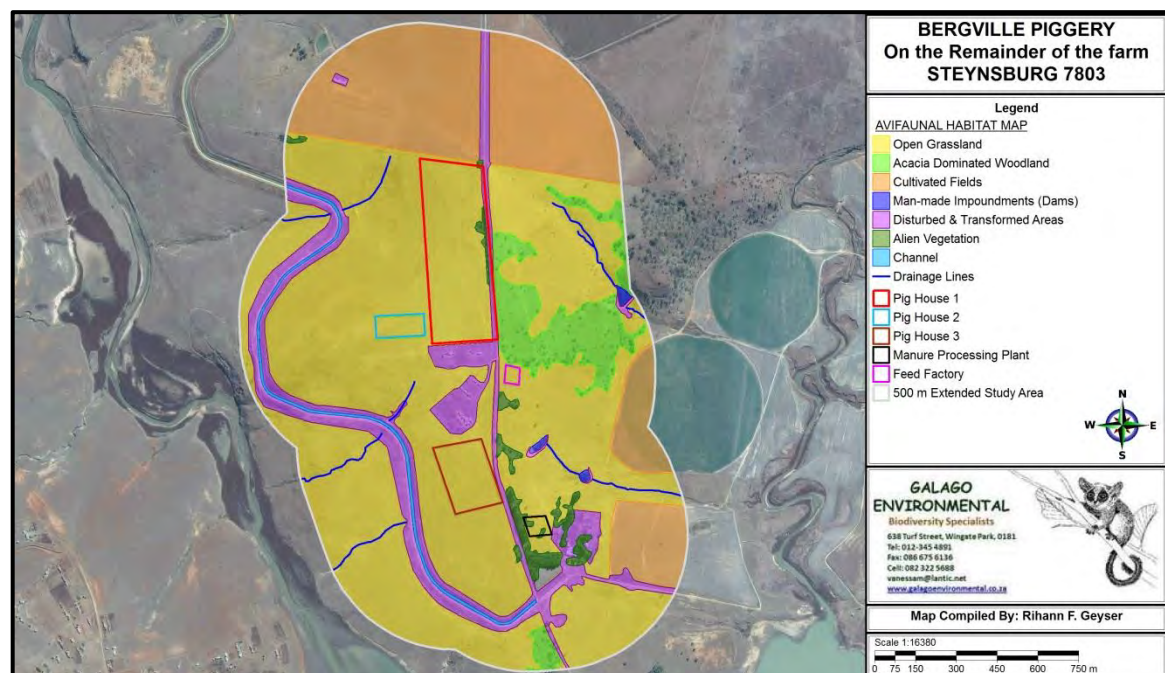 BERGVILLE PIGGERY
On the Remainder of the farm
STEYNSBURG 7803
Legend
AVIFAUNAL HABITAT MAP
Open Grassland
Acacia Dominated Woodland
Cultivated Fields
Man-made Impoundments (Dams)
Disturbed & Transformed Areas
Alien Vegetation
Channel
Drainage Lines
Pig House 1
Pig House 2
Pig House 3
Manure Processing Plant
Feed Factory
500 m Extended Study Area
N
W E
S
GALAGO
ENVIRONMENTAL
Biodiversity Specialists
638 Turf Street, Wingate Park, 0181
Tel: 012-345 4891
Fax: 086 675 6136
Cell: 082 322 5688
vanessam@lantic.net
www.galagoenvironmental.co.za
Map Compiled By: Rihann F. Geyser
Scale 1:16380
0 75 150 300 450 600 750 m